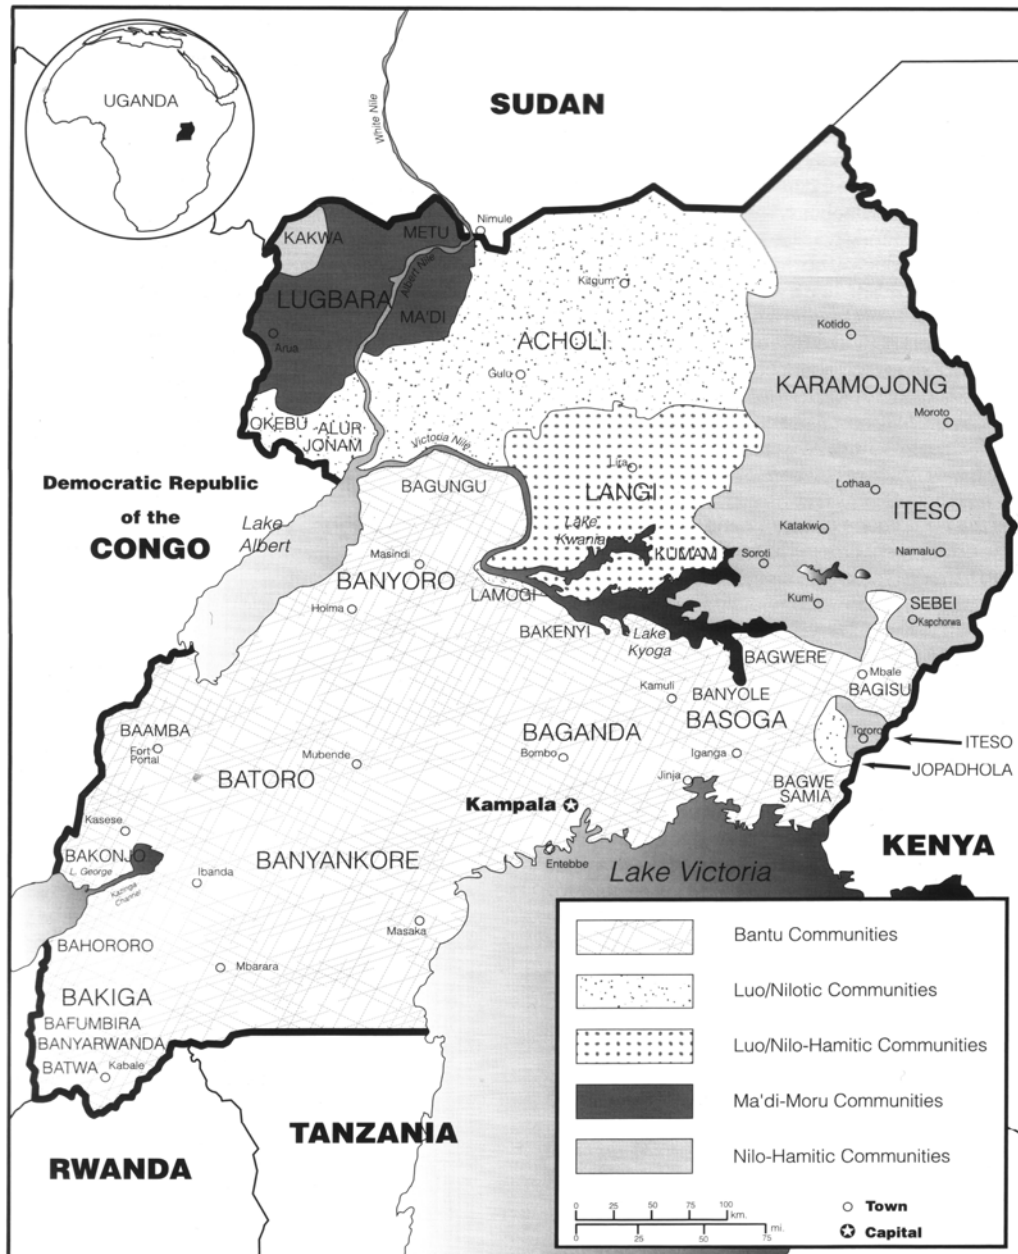 UGANDA
SUDAN
White Nile
Nimule
KAKWA
METU
Albert Nile
LUGBARA
MA'DI
Arua
Kitgum
ACHOLI
Gulu
Kotido
KARAMOJONG
Moroto
OKEBU
ALUR
JONAM
Victoria Nile
Lira
LANGI
Lothaa
ITESO
Democratic Republic
of the
CONGO
BAGUNGU
Lake
Albert
Lake
Kwania
Katakwi
KUMAM
Soroti
Namalu
Masindi
BANYORO
Hoima
LAMOGI
Kumi
SEBEI
Kapchorwa
BAKENYI
Lake
Kyoga
BAGWERE
Mbale
BAGISU
Kamuli
BANYOLE
BASOGA
BAGANDA
BAAMBA
Fort
Portal
Mubende
Bombo
Iganga
Tororo
ITESO
JOPADHOLA
BATORO
Jinja
BAGWE
SAMIA
Kampala
Kasese
BAKONJO
L. George
Kazinga
Channel
BANYANKORE
Ibanda
Entebbe
Lake Victoria
KENYA
Masaka
BAHORORO
Mbarara
BAKIGA
BAFUMBIRA
BANYARWANDA
BATWA
Kabale
TANZANIA
RWANDA
Bantu Communities
Luo/Nilotic Communities
Luo/Nilo-Hamitic Communities
Ma'di-Moru Communities
Nilo-Hamitic Communities
0 25 50 75 100
km.
0 25 50 75
mi.
Town
Capital